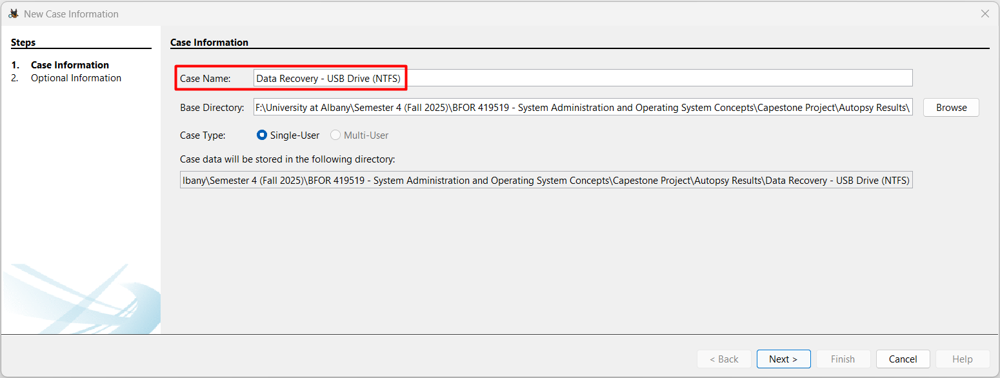 New Case Information
Steps
1. Case Information
2. Optional Information
Case Information
Case Name: Data Recovery - USB Drive (NTFS)
Base Directory: F:\University at Albany\Semester 4 (Fall 2025)\BFOR 419519 - System Administration and Operating System Concepts\Capestone Project\Autopsy Results\ Browse
Case Type: Single-User Multi-User
Case data will be stored in the following directory:
lbany\Semester 4 (Fall 2025)\BFOR 419519 - System Administration and Operating System Concepts\Capestone Project\Autopsy Results\Data Recovery - USB Drive (NTFS)
< Back Next > Finish Cancel Help